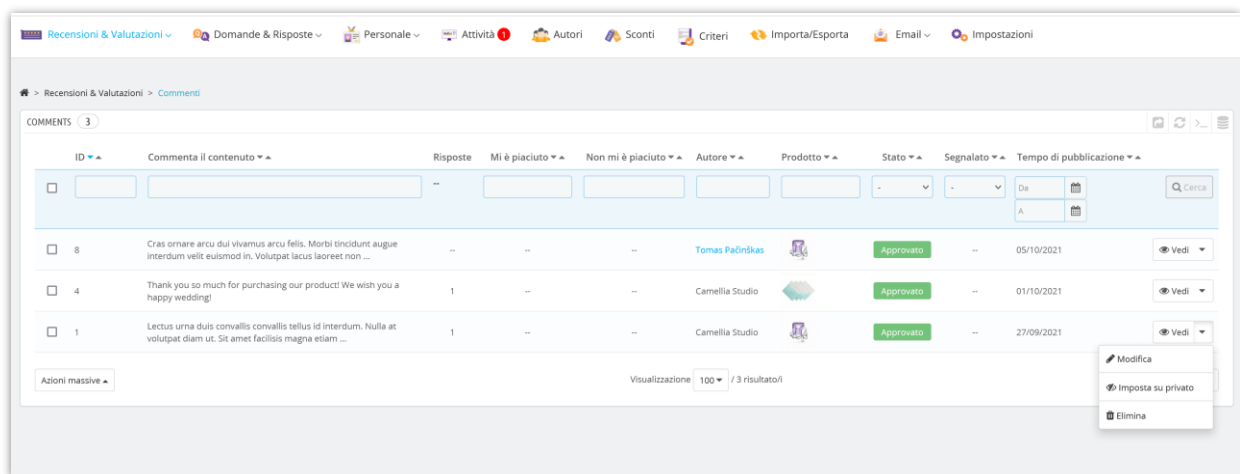 Recensioni & Valutazioni Domande & Risposte Personale Attività 1 Autori Sconti Criteri Importa/Esporta Email Impostazioni
> Recensioni & Valutazioni > Commenti
COMMENTS 3
ID Commenta il contenuto Risposte Mi è piaciuto Non mi è piaciuto Autore Prodotto Stato Segnalato Tempo di pubblicazione
-- - - Da Cerca
A
8 Cras ornare arcu dui vivamus arcu felis. Morbi tincidunt augue
interdum velit euismod in. Volutpat lacus laoreet non ... -- -- -- Tomas Pačinškas Approvato -- 05/10/2021 Vedi
4 Thank you so much for purchasing our product! We wish you a
happy wedding! 1 -- -- Camellia Studio Approvato -- 01/10/2021 Vedi
1 Lectus urna duis convallis convallis tellus id interdum. Nulla at
volutpat diam ut. Sit amet facilisis magna etiam ... 1 -- -- Camellia Studio Approvato -- 27/09/2021 Vedi
Modifica
Imposta su privato
Elimina
Azioni massive Visualizzazione 100 / 3 risultato/i